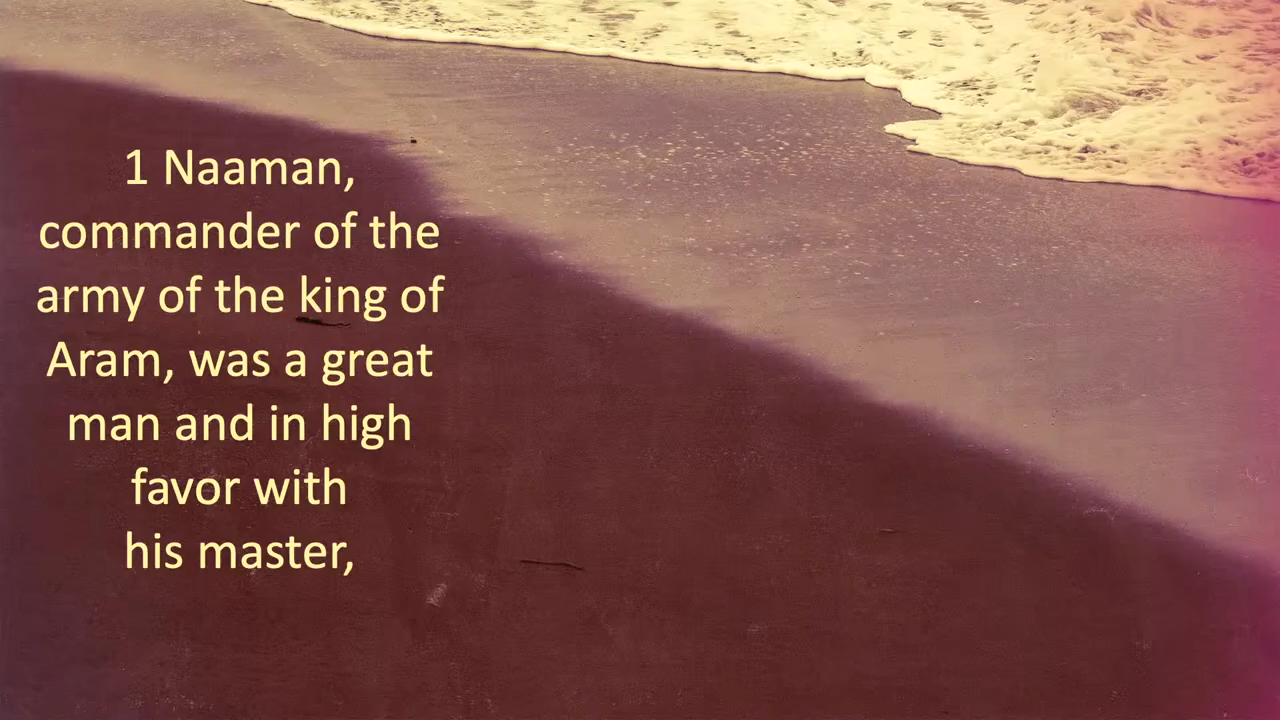 1 Naaman,
commander of the
army of the king of
Aram, was a great
man and in high
favor with
his master,